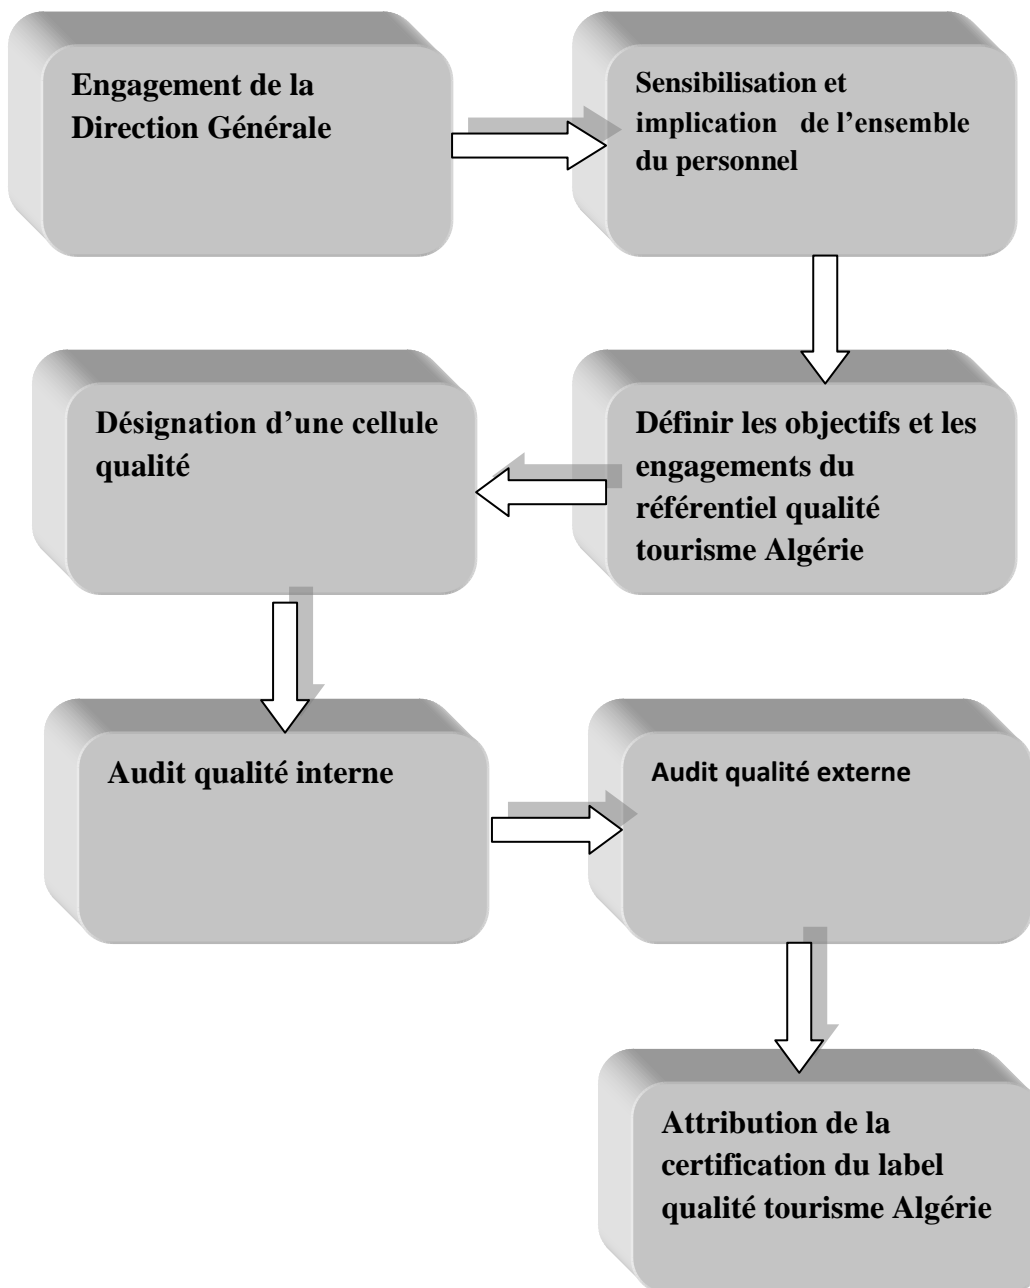 Engagement de la
Direction Générale
Sensibilisation et
implication de l’ensemble
du personnel
Définir les objectifs et les
engagements du
référentiel qualité
tourisme Algérie
Désignation d’une cellule
qualité
Audit qualité interne
Audit qualité externe
Attribution de la
certification du label
qualité tourisme Algérie